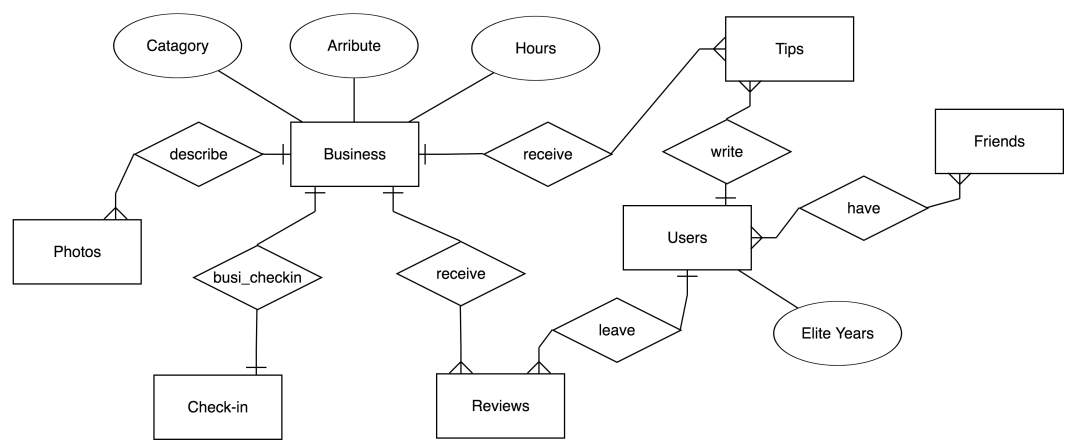 Catagory
Arribute
Hours
Tips
describe
Business
receive
write
Friends
Photos
Users
have
busi_checkin
receive
leave
Elite Years
Check-in
Reviews